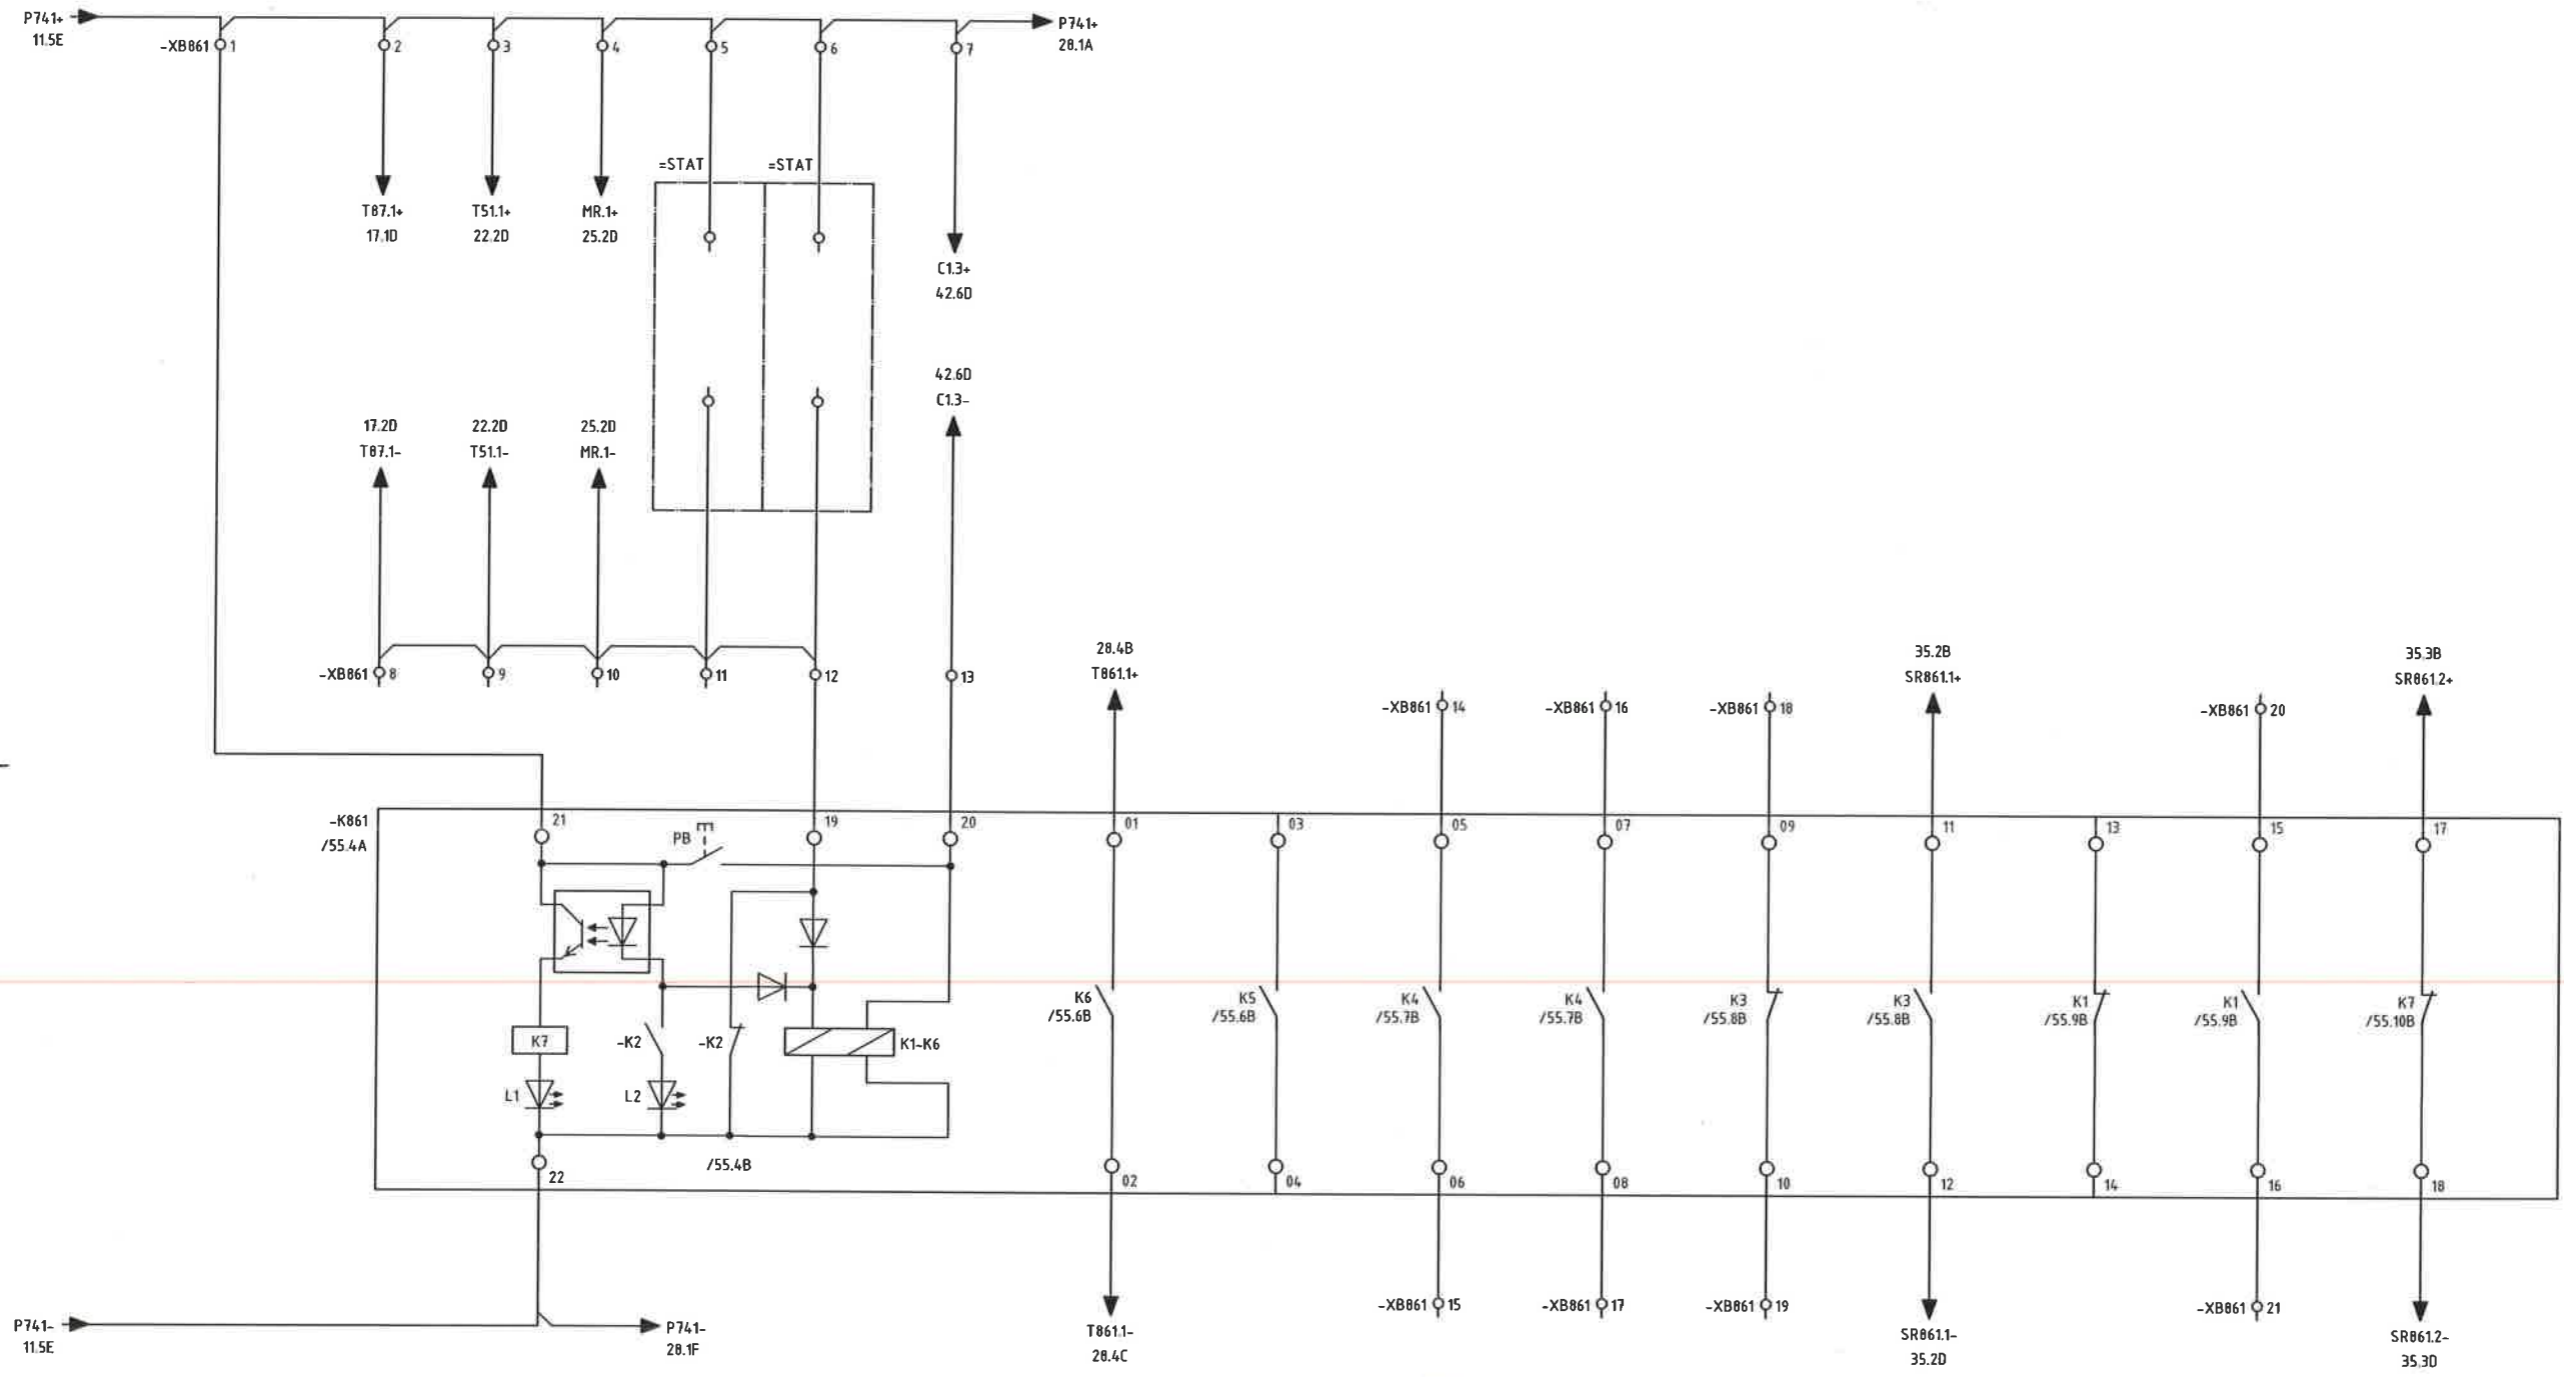 P741+
11.5E
-XB861 1
2
3
4
5
6
7
P741+
28.1A
=STAT
=STAT
T87.1+
17.1D
T51.1+
22.2D
MR.1+
25.2D
C1.3+
42.6D
42.6D
C1.3-
17.2D
T87.1-
22.2D
T51.1-
25.2D
MR.1-
-XB861 8
9
10
11
12
13
28.4B
T861.1+
-XB861 14
-XB861 16
-XB861 18
35.2B
SR861.1+
-XB861 20
35.3B
SR861.2+
-K861
/55.4A
21
PB
19
20
01
03
05
07
09
11
13
15
17
K7
-K2
-K2
K1-K6
L1
L2
K6
/55.6B
K5
/55.6B
K4
/55.7B
K4
/55.7B
K3
/55.8B
K3
/55.8B
K1
/55.9B
K1
/55.9B
K7
/55.10B
22
/55.4B
02
04
06
08
10
12
14
16
18
P741-
11.5E
P741-
28.1F
T861.1-
28.4C
-XB861 15
-XB861 17
-XB861 19
SR861.1-
35.2D
-XB861 21
SR861.2-
35.3D